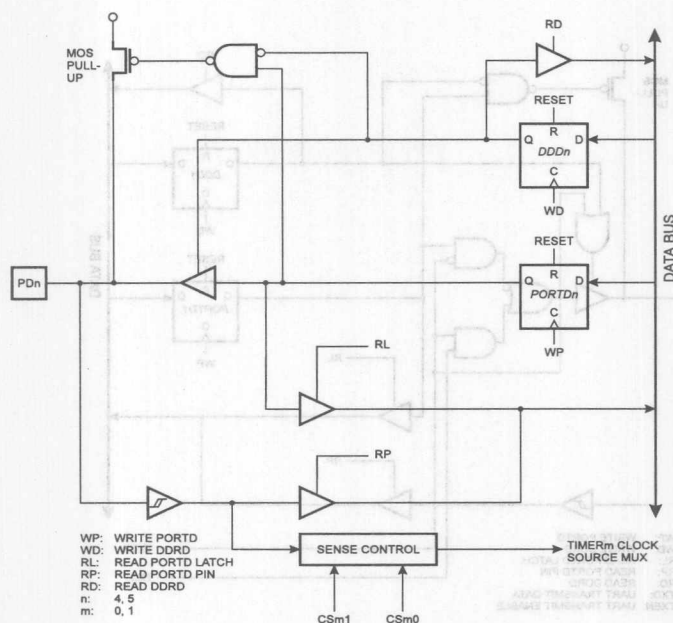 RD
MOS
PULL-
UP
RESET
R
Q
DDDn
D
C
WD
RESET
R
Q
PORTDn
D
C
WP
PDn
DATA BUS
RL
RP
WP: WRITE PORTD
WD: WRITE DDRD
RL: READ PORTD LATCH
RP: READ PORTD PIN
RD: READ DDRD
n: 4, 5
m: 0, 1
SENSE CONTROL
TIMERm CLOCK
SOURCE MUX
CSm1
CSm0